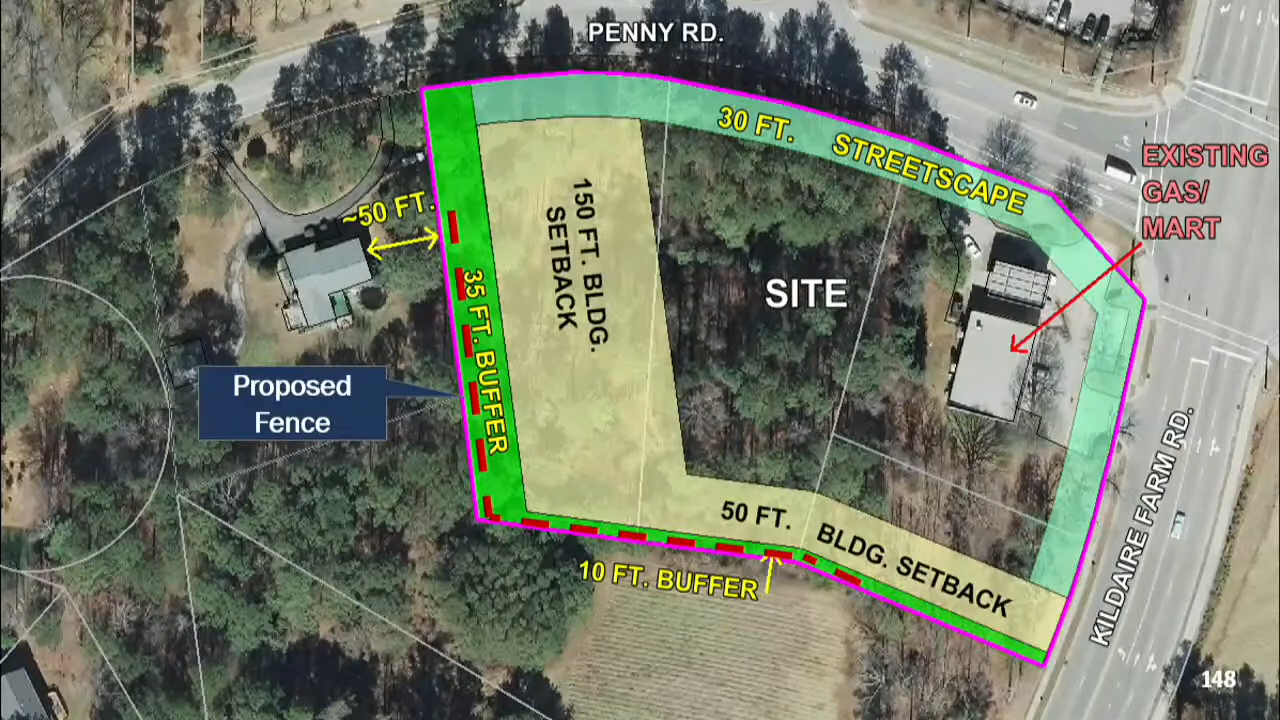 PENNY RD.
30 FT. STREETSCAPE
EXISTING
GAS/
MART
~50 FT.
150 FT. BLDG.
SETBACK
35 FT. BUFFER
SITE
Proposed
Fence
50 FT. BLDG. SETBACK
10 FT. BUFFER
KILDAIRE FARM RD.
148